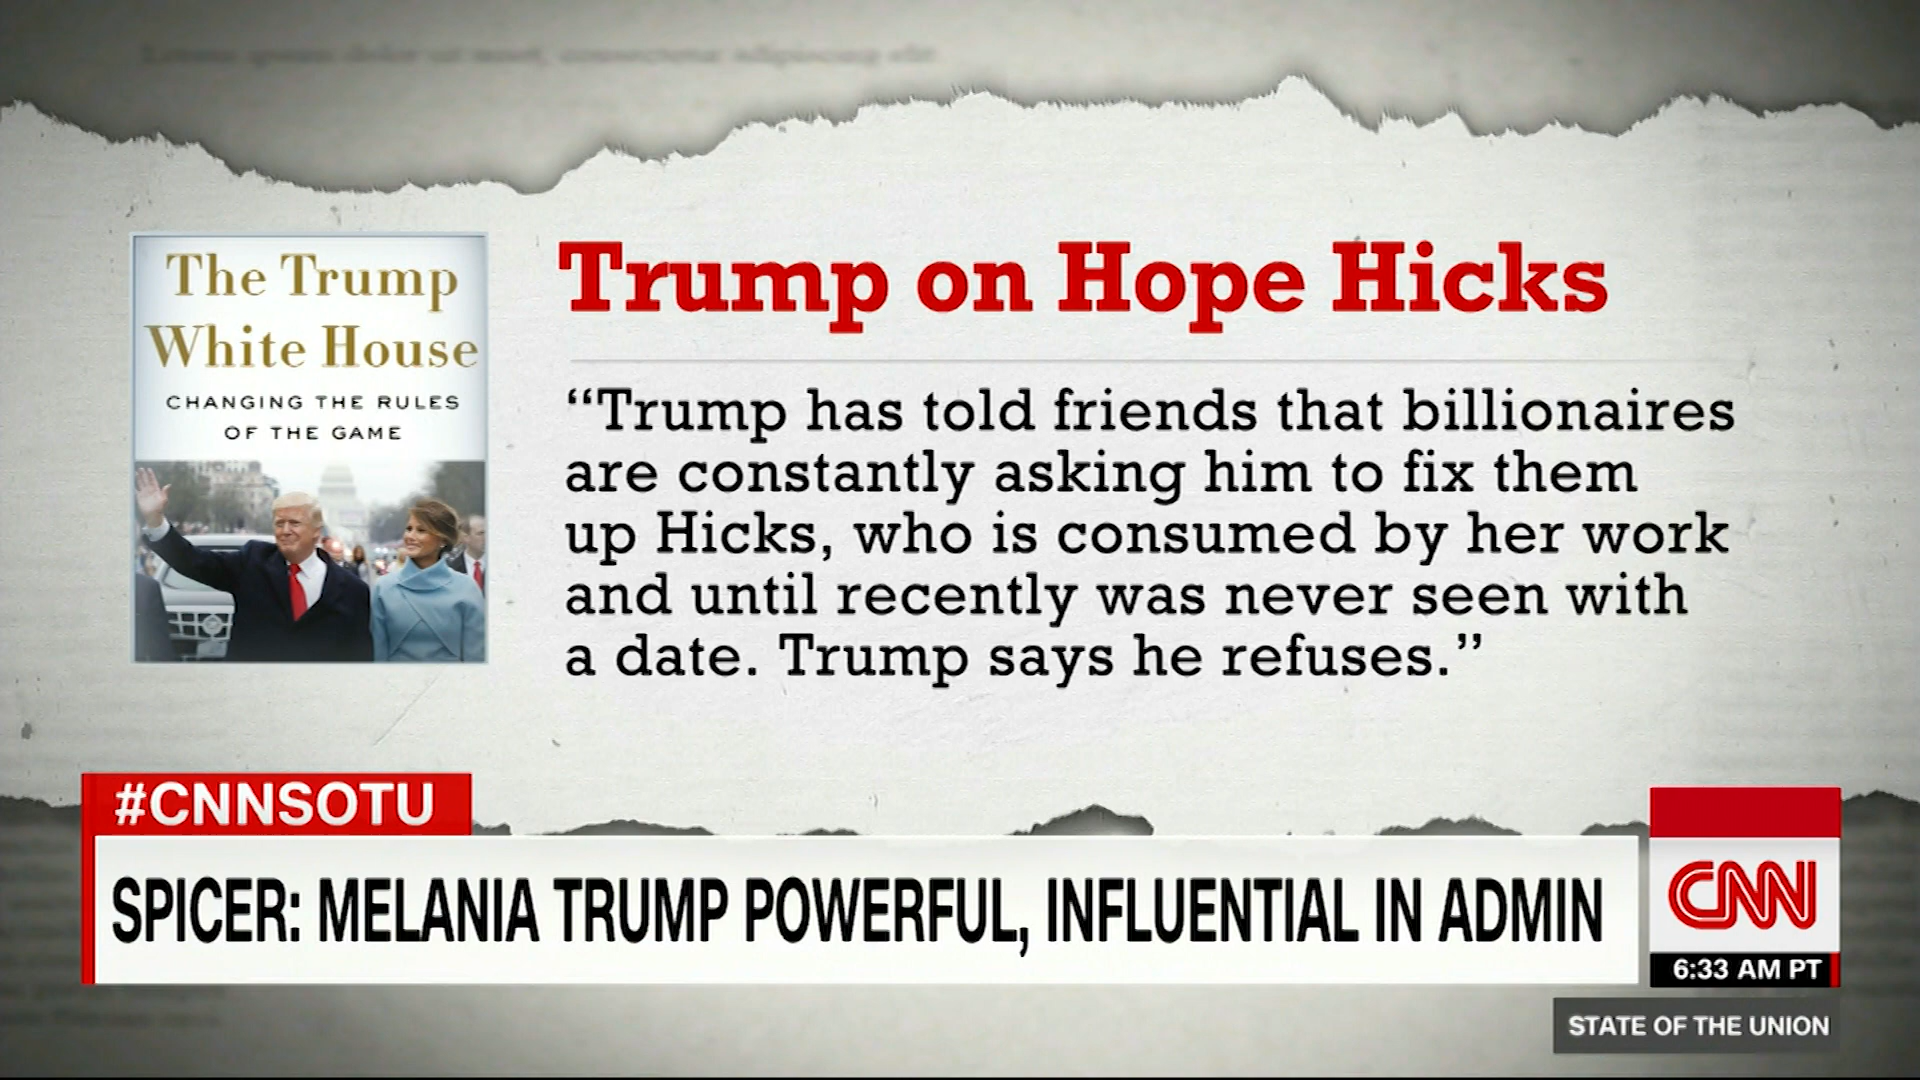 The Trump
White House
CHANGING THE RULES
OF THE GAME
Trump on Hope Hicks
“Trump has told friends that billionaires
are constantly asking him to fix them
up Hicks, who is consumed by her work
and until recently was never seen with
a date. Trump says he refuses.”
#CNNSOTU
SPICER: MELANIA TRUMP POWERFUL, INFLUENTIAL IN ADMIN
CNN
6:33 AM PT
STATE OF THE UNION